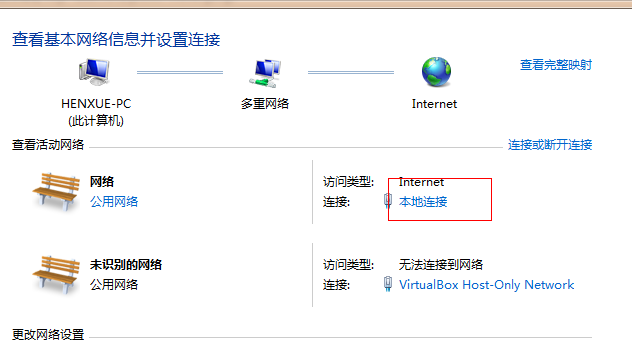 查看基本网络信息并设置连接
查看完整映射
HENXUE-PC
(此计算机)
多重网络
Internet
查看活动网络
连接或断开连接
网络
公用网络
访问类型:
Internet
连接:
本地连接
未识别的网络
公用网络
访问类型:
无法连接到网络
连接:
VirtualBox Host-Only Network
更改网络设置